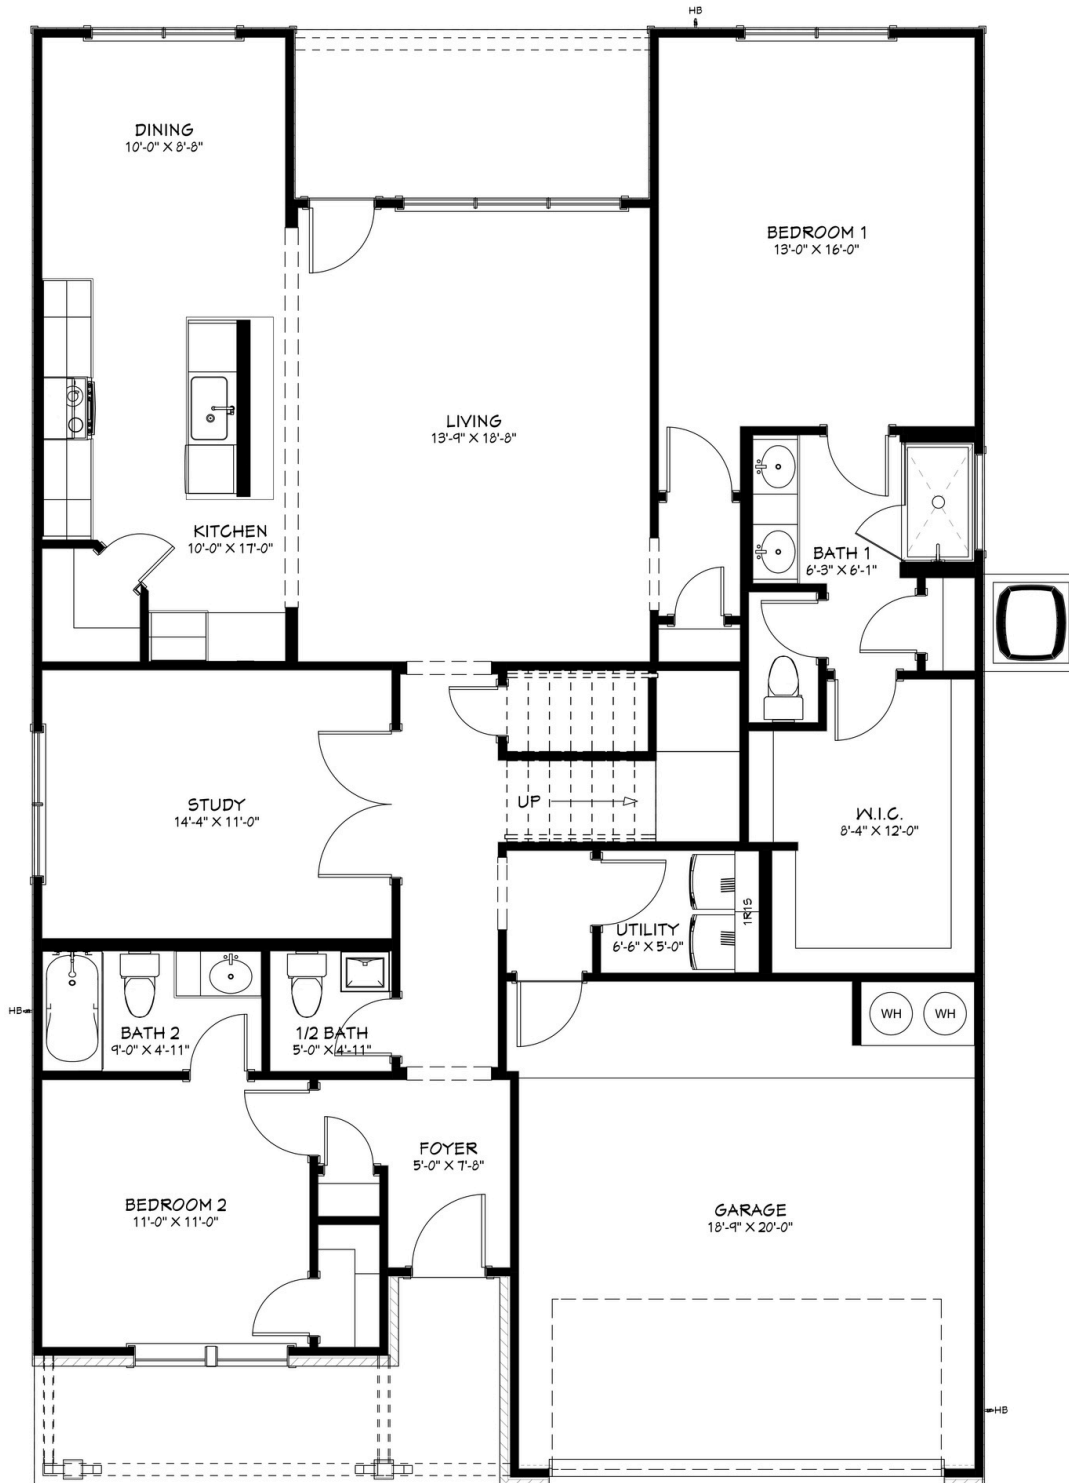 HB
DINING
10'-0" X 8'-8"
BEDROOM 1
13'-0" X 16'-0"
LIVING
13'-9" X 18'-8"
KITCHEN
10'-0" X 17'-0"
BATH 1
6'-3" X 6'-1"
STUDY
14'-4" X 11'-0"
UP
W.I.C.
8'-4" X 12'-0"
1R1S
UTILITY
6'-6" X 5'-0"
HB
BATH 2
9'-0" X 4'-11"
1/2 BATH
5'-0" X 4'-11"
WH
WH
FOYER
5'-0" X 7'-8"
BEDROOM 2
11'-0" X 11'-0"
GARAGE
18'-9" X 20'-0"
HB